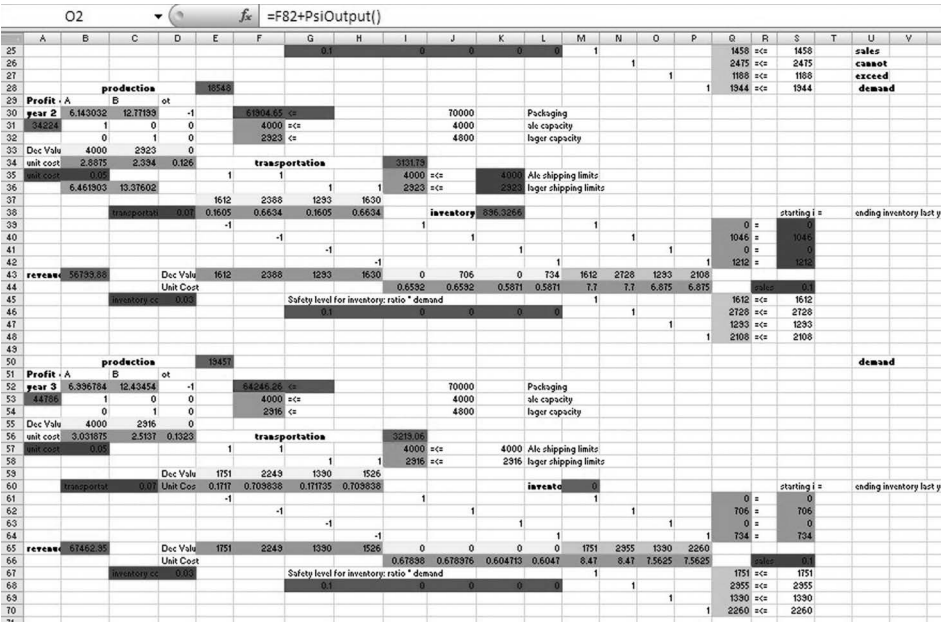 O2 fx =F82+PsiOutput()
A B C D E F G H I J K L M N O P Q R S T U V
25 0.1 0 0 0 0 1 1458 =<= 1458 sales
26 1 2475 =<= 2475 cannot
27 1 1188 =<= 1188 exceed
28 production 18548 1 1944 =<= 1944 demand
29 Profit A B ot
30 year 2 6.143032 12.77199 -1 61904.65 <= 70000 Packaging
31 34224 1 0 0 4000 =<= 4000 ale capacity
32 0 1 0 2923 <= 4800 lager capacity
33 Dec Valu 4000 2923 0
34 unit cost 2.8875 2.394 0.126 transportation 3131.79
35 unit cost 0.05 1 1 4000 =<= 4000 Ale shipping limits
36 6.461903 13.37602 1 1 2923 =<= 2923 lager shipping limits
37 1612 2388 1293 1630
38 transportati 0.07 0.1605 0.6634 0.1605 0.6634 inventory 896.3266 starting i = ending inventory last y
39 -1 1 1 0 = 0
40 -1 1 1 1046 = 1046
41 -1 1 1 0 = 0
42 -1 1 1 1212 = 1212
43 revenue 56799.88 Dec Valu 1612 2388 1293 1630 0 706 0 734 1612 2728 1293 2108
44 Unit Cost 0.6592 0.6592 0.5871 0.5871 7.7 7.7 6.875 6.875 sales 0.1
45 inventory cc 0.03 Safety level for inventory: ratio * demand 1 1612 =<= 1612
46 0.1 0 0 0 0 1 2728 =<= 2728
47 1 1293 =<= 1293
48 1 2108 =<= 2108
49
50 production 19457 demand
51 Profit A B ot
52 year 3 6.996784 12.43454 -1 64246.26 <= 70000 Packaging
53 44786 1 0 0 4000 =<= 4000 ale capacity
54 0 1 0 2916 <= 4800 lager capacity
55 Dec Valu 4000 2916 0
56 unit cost 3.031875 2.5137 0.1323 transportation 3219.06
57 unit cost 0.05 1 1 4000 =<= 4000 Ale shipping limits
58 1 1 2916 =<= 2916 lager shipping limits
59 Dec Valu 1751 2249 1390 1526
60 transportat 0.07 Unit Cos 0.1717 0.709838 0.171735 0.709838 invento 0 starting i = ending inventory last y
61 -1 1 1 0 = 0
62 -1 1 1 706 = 706
63 -1 1 1 0 = 0
64 -1 1 1 734 = 734
65 revenue 67462.95 Dec Valu 1751 2249 1390 1526 0 0 0 0 1751 2955 1390 2260
66 Unit Cost 0.67898 0.678976 0.604713 0.6047 8.47 8.47 7.5625 7.5625 sales 0.1
67 inventory cc 0.03 Safety level for inventory: ratio * demand 1 1751 =<= 1751
68 0.1 0 0 0 0 1 2955 =<= 2955
69 1 1390 =<= 1390
70 1 2260 =<= 2260